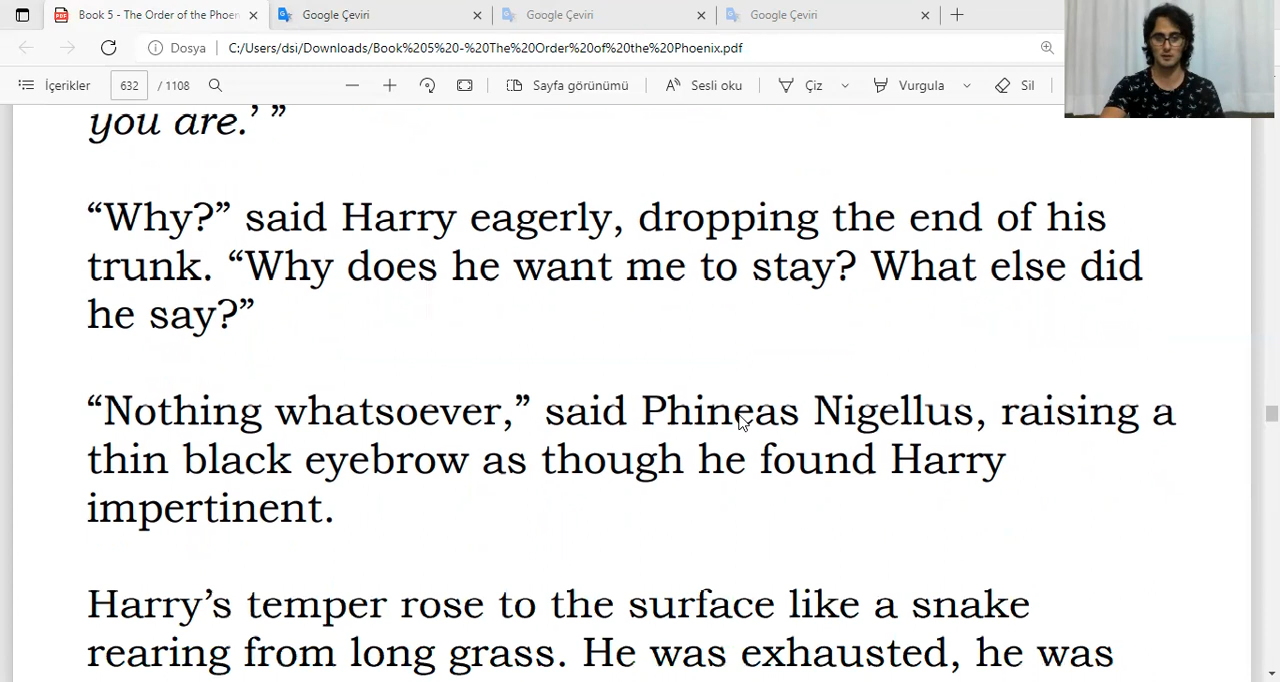 Book 5 - The Order of the Phoen
Google Çeviri
Google Çeviri
Google Çeviri
Dosya
C:/Users/dsi/Downloads/Book%205%20-%20The%20Order%20of%20the%20Phoenix.pdf
İçerikler
632
/ 1108
Sayfa görünümü
Sesli oku
Çiz
Vurgula
Sil
you are.’ ”
“Why?” said Harry eagerly, dropping the end of his
trunk. “Why does he want me to stay? What else did
he say?”
“Nothing whatsoever,” said Phineas Nigellus, raising a
thin black eyebrow as though he found Harry
impertinent.
Harry’s temper rose to the surface like a snake
rearing from long grass. He was exhausted, he was